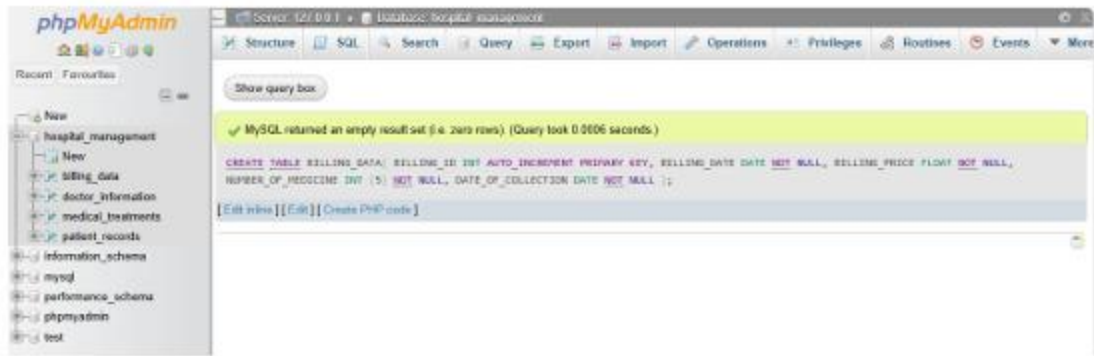 phpMyAdmin
Recent Favourites
New
hospital_management
New
billing_data
doctor_information
medical_treatments
patient_records
information_schema
mysql
performance_schema
phpmyadmin
test
Server: 127.0.0.1 » Database: hospital_management
Structure SQL Search Query Export Import Operations Privileges Routines Events More
Show query box
MySQL returned an empty result set (i.e. zero rows). (Query took 0.0006 seconds.)
CREATE TABLE BILLING_DATA( BILLING_ID INT AUTO_INCREMENT PRIMARY KEY, BILLING_DATE DATE NOT NULL, BILLING_PRICE FLOAT NOT NULL,
NUMBER_OF_MEDICINE INT (5) NOT NULL, DATE_OF_COLLECTION DATE NOT NULL );
[ Edit inline ] [ Edit ] [ Create PHP code ]